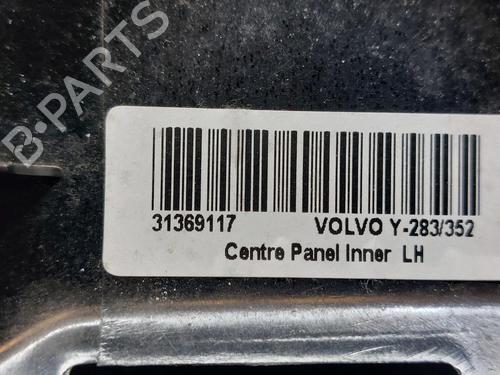 B-PARTS
31369117 VOLVO Y-283/352
Centre Panel Inner LH